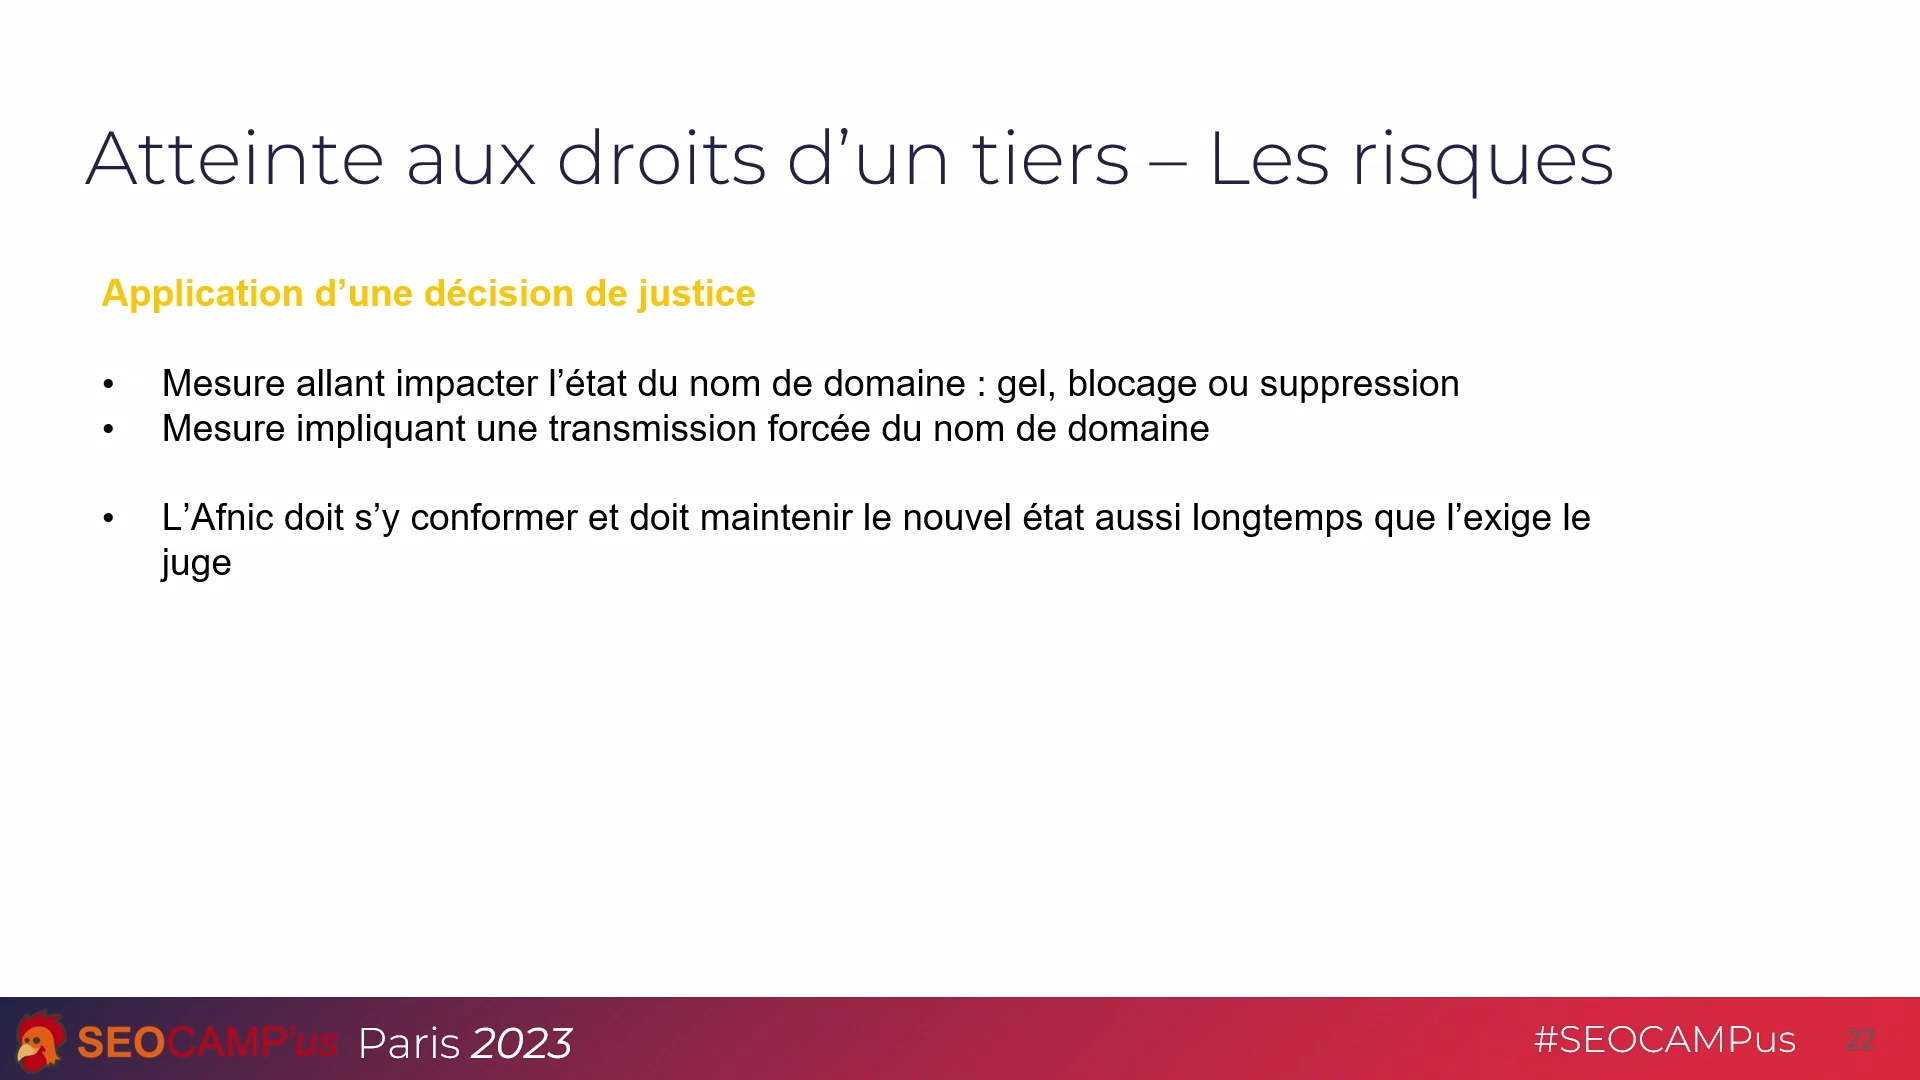 Atteinte aux droits d’un tiers – Les risques
Application d’une décision de justice
• Mesure allant impacter l’état du nom de domaine : gel, blocage ou suppression
• Mesure impliquant une transmission forcée du nom de domaine
• L’Afnic doit s’y conformer et doit maintenir le nouvel état aussi longtemps que l’exige le
juge
SEOCAMP'us Paris 2023
#SEOCAMPus 22